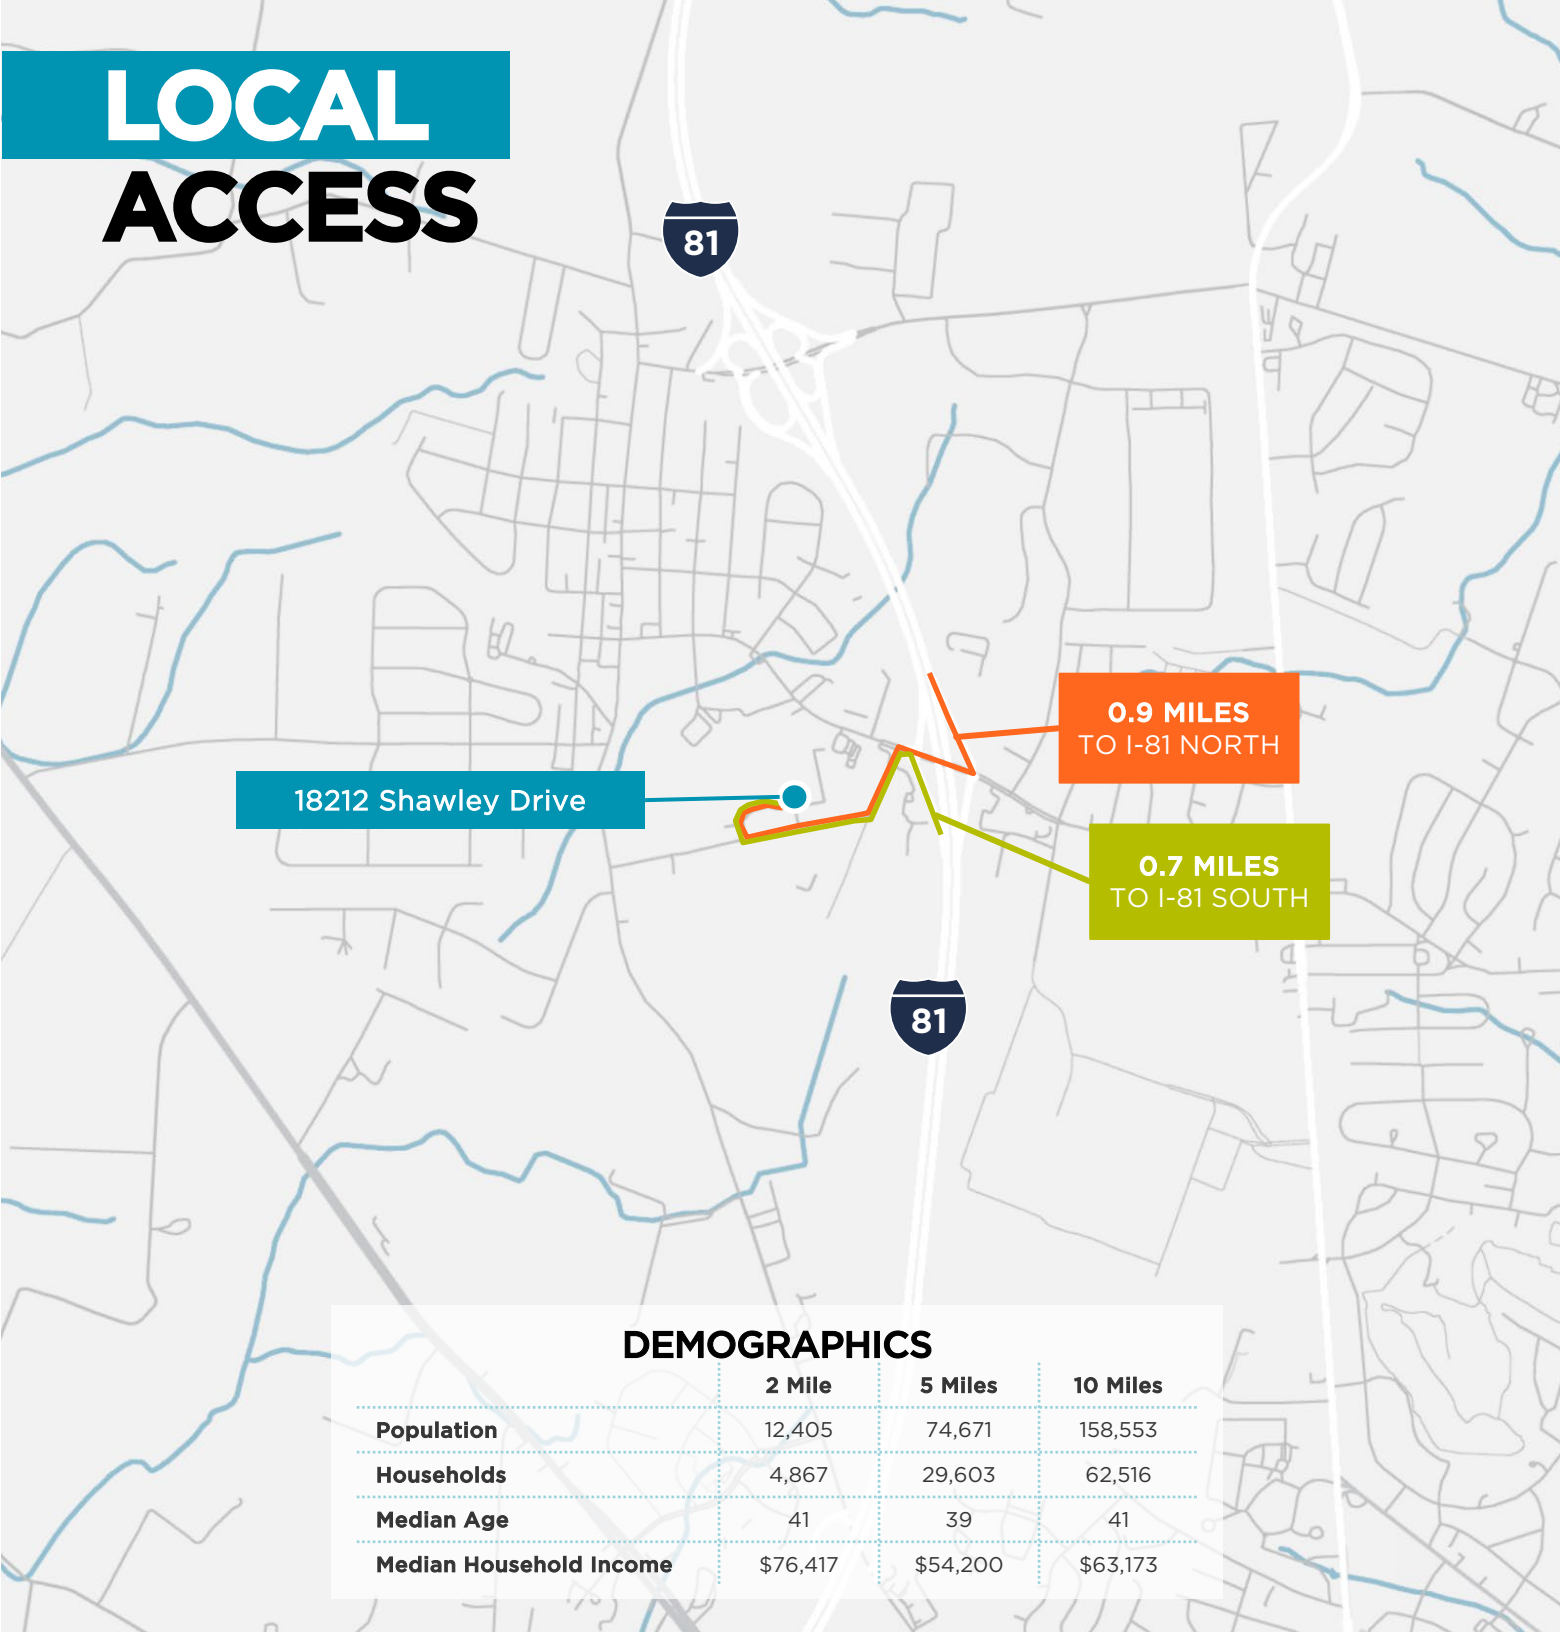 LOCAL
ACCESS
81
0.9 MILES
TO I-81 NORTH
18212 Shawley Drive
0.7 MILES
TO I-81 SOUTH
81
DEMOGRAPHICS
2 Mile 5 Miles 10 Miles
Population 12,405 74,671 158,553
Households 4,867 29,603 62,516
Median Age 41 39 41
Median Household Income $76,417 $54,200 $63,173